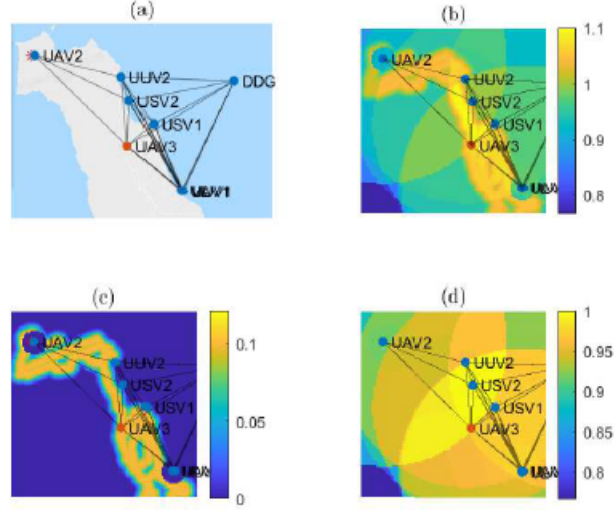 (a)
UAV2
UUV2
DDG
USV2
USV1
UAV3
(b)
UAV2
UUV2
USV2
USV1
UAV3
1.1
1
0.9
0.8
(c)
UAV2
UUV2
USV2
USV1
UAV3
0.1
0.05
0
(d)
UAV2
UUV2
USV2
USV1
UAV3
1
0.95
0.9
0.85
0.8